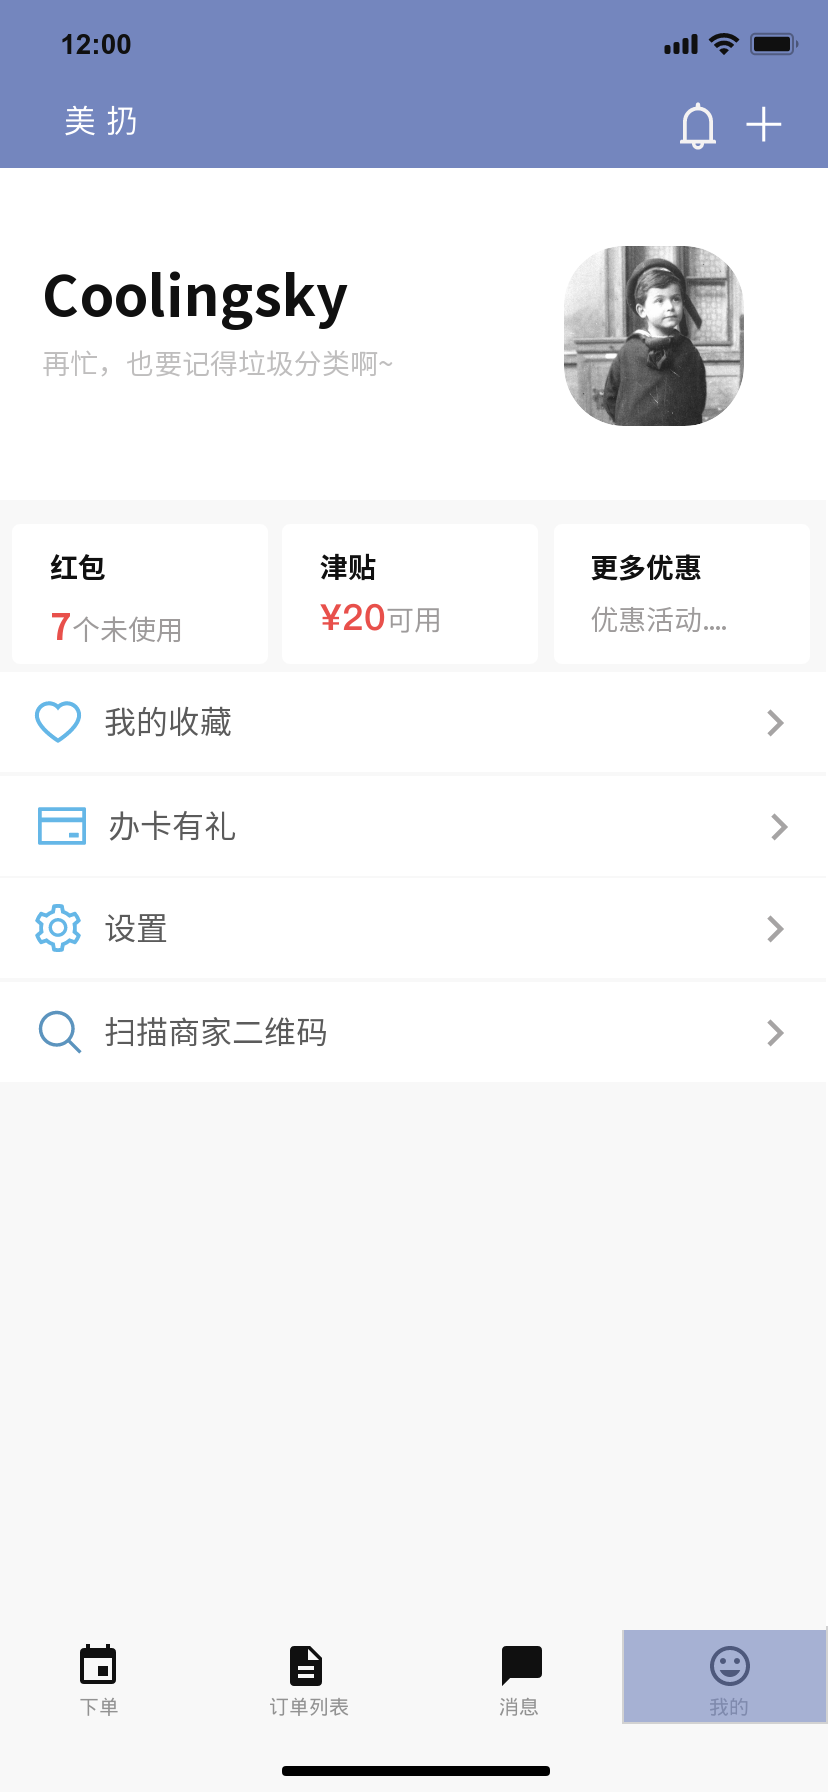 12:00
美 扔
Coolingsky
再忙，也要记得垃圾分类啊~
红包
7个未使用
津贴
¥20可用
更多优惠
优惠活动....
我的收藏
办卡有礼
设置
扫描商家二维码
下单
订单列表
消息
我的